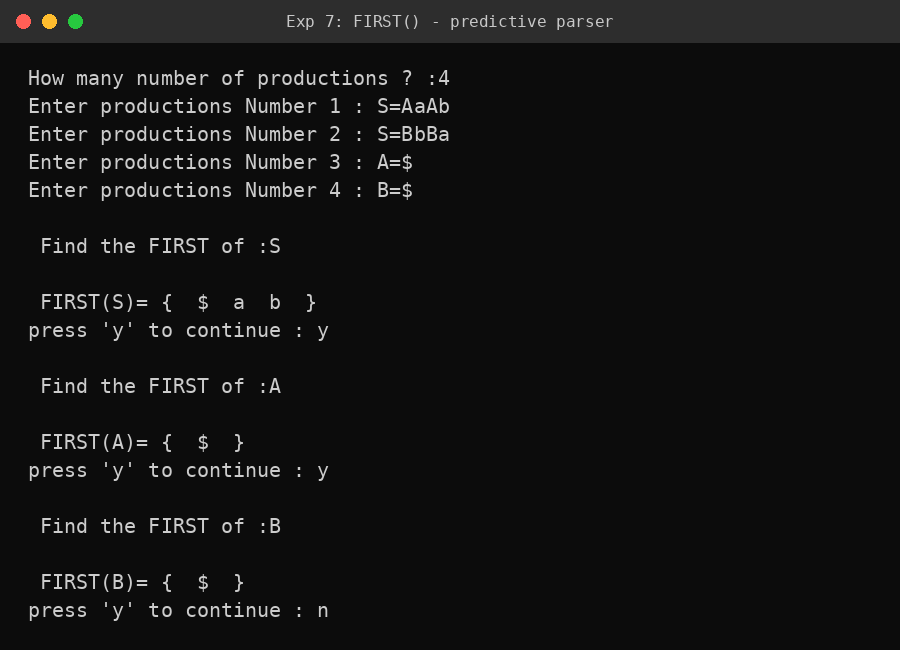 Exp 7: FIRST() - predictive parser
How many number of productions ? :4
Enter productions Number 1 : S=AaAb
Enter productions Number 2 : S=BbBa
Enter productions Number 3 : A=$
Enter productions Number 4 : B=$
Find the FIRST of :S
FIRST(S)= {  $  a  b  }
press 'y' to continue : y
Find the FIRST of :A
FIRST(A)= {  $  }
press 'y' to continue : y
Find the FIRST of :B
FIRST(B)= {  $  }
press 'y' to continue : n